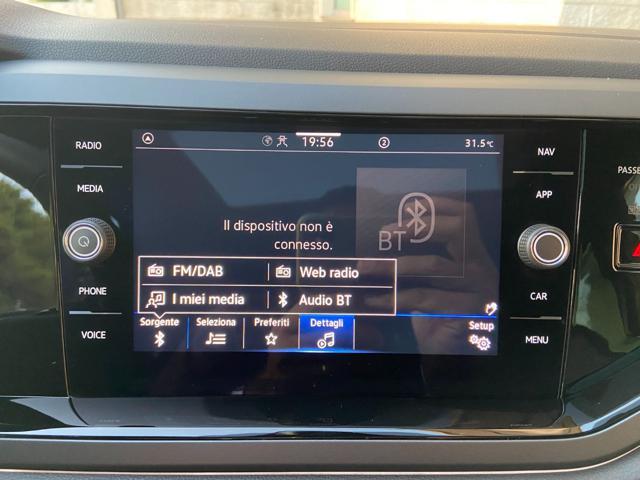 RADIO
MEDIA
PHONE
VOICE
19:56
2
31.5°C
Il dispositivo non è
connesso.
BT
FM/DAB
Web radio
I miei media
Audio BT
Sorgente
Seleziona
Preferiti
Dettagli
Setup
NAV
APP
CAR
MENU